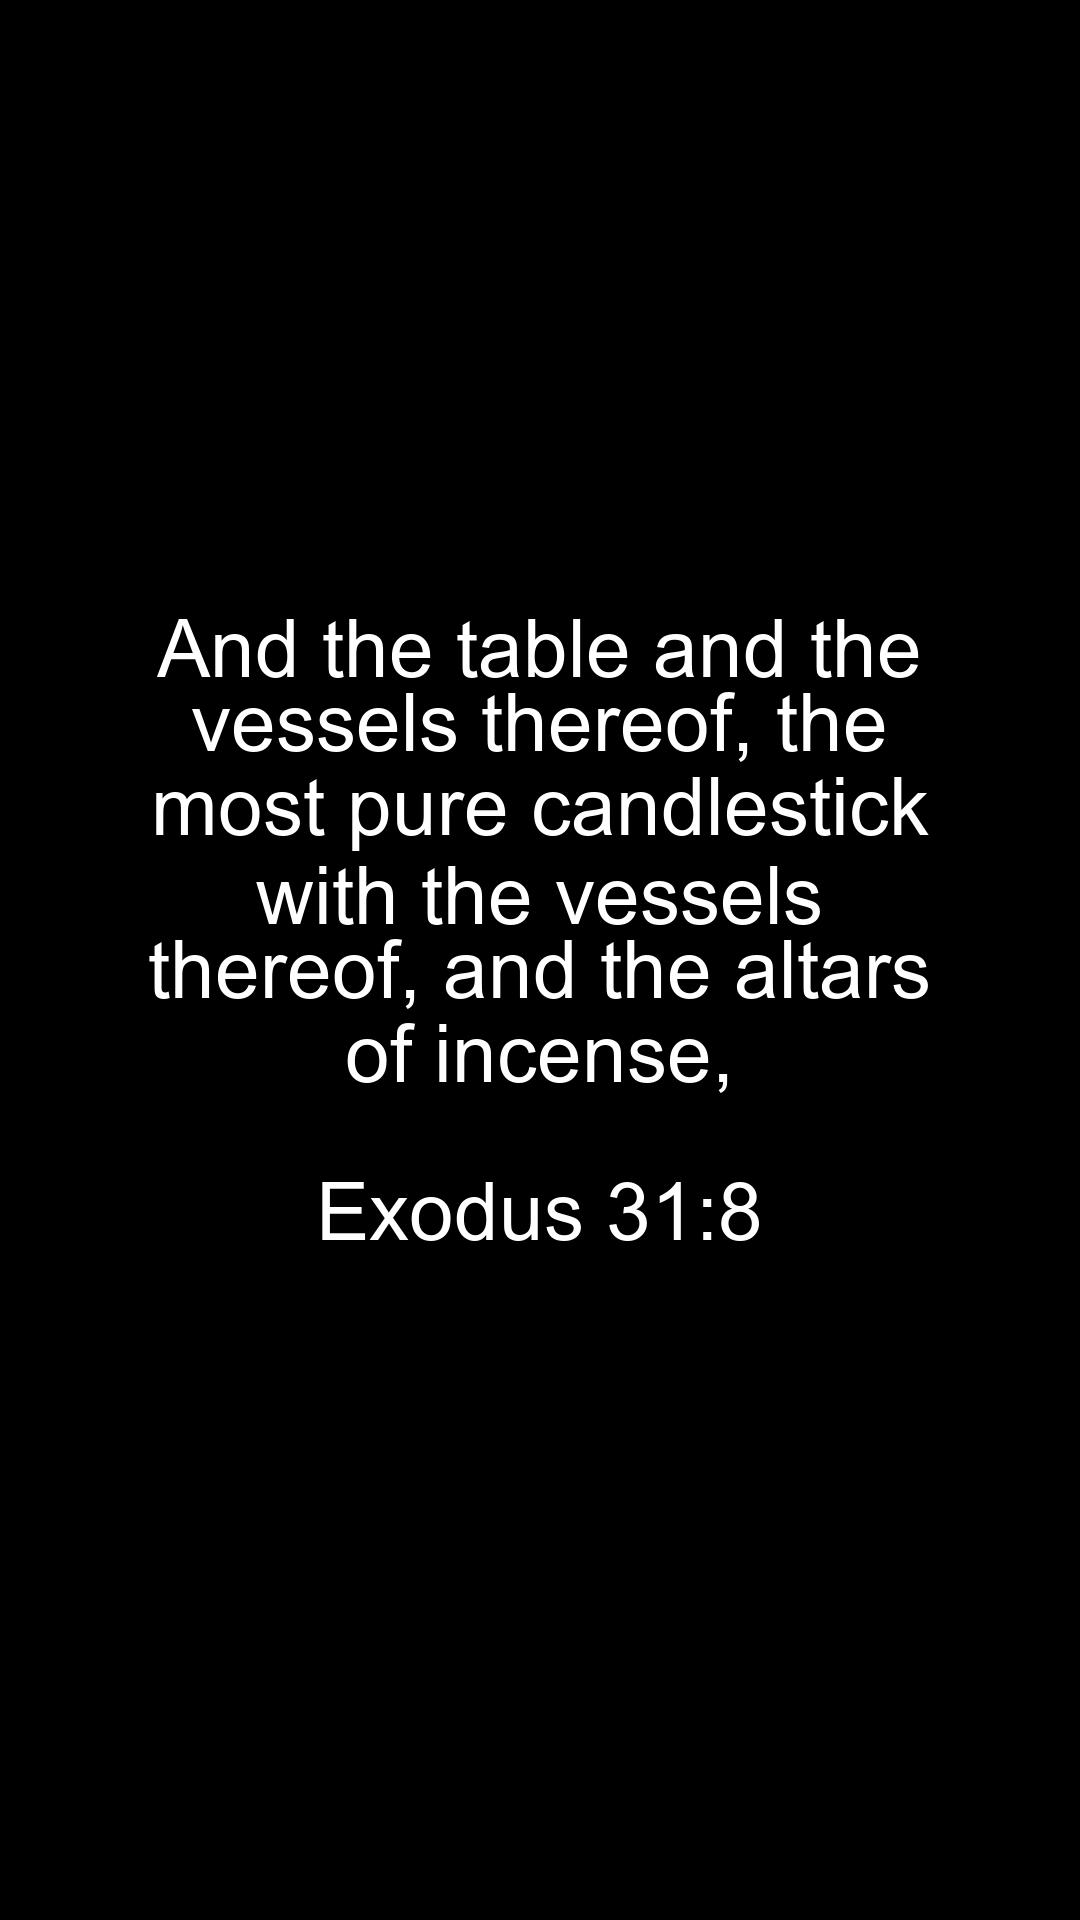 And the table and the
vessels thereof, the
most pure candlestick
with the vessels
thereof, and the altars
of incense,
Exodus 31:8